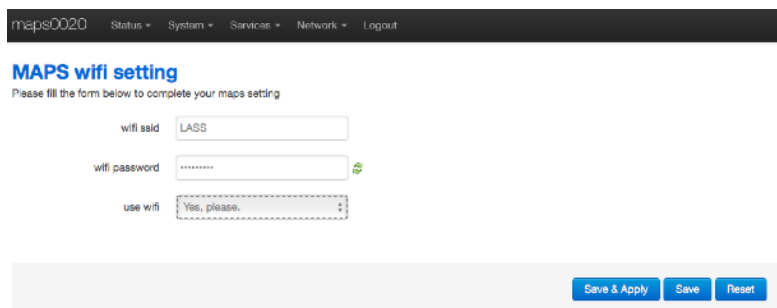 maps0020 Status System Services Network Logout
MAPS wifi setting
Please fill the form below to complete your maps setting
wifi ssid LASS
wifi password ·········
use wifi Yes, please.
Save & Apply Save Reset